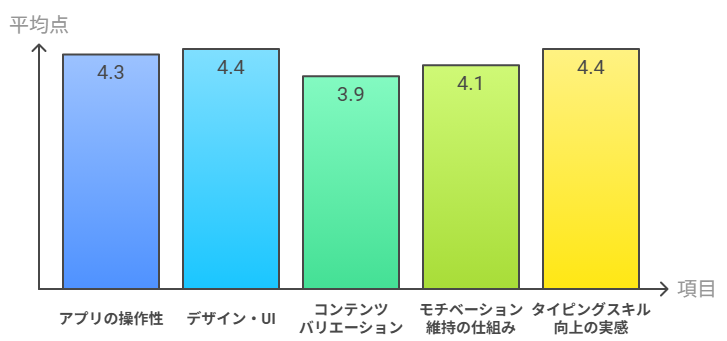 平均点
4.3
4.4
3.9
4.1
4.4
項目
アプリの操作性
デザイン・UI
コンテンツ
バリエーション
モチベーション
維持の仕組み
タイピングスキル
向上の実感